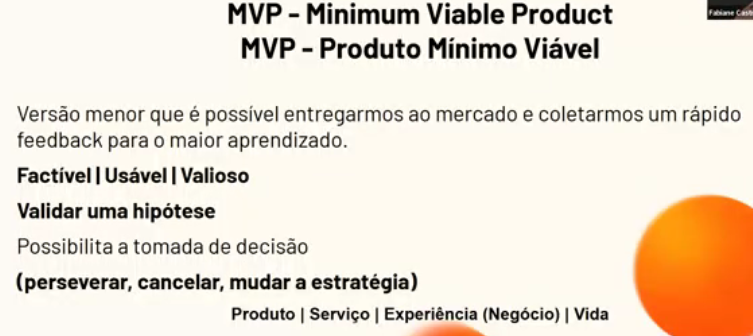 MVP - Minimum Viable Product
Fabiane Cast
MVP - Produto Mínimo Viável
Versão menor que é possível entregarmos ao mercado e coletarmos um rápido
feedback para o maior aprendizado.
Factível | Usável | Valioso
Validar uma hipótese
Possibilita a tomada de decisão
(perseverar, cancelar, mudar a estratégia)
Produto | Serviço | Experiência (Negócio) | Vida